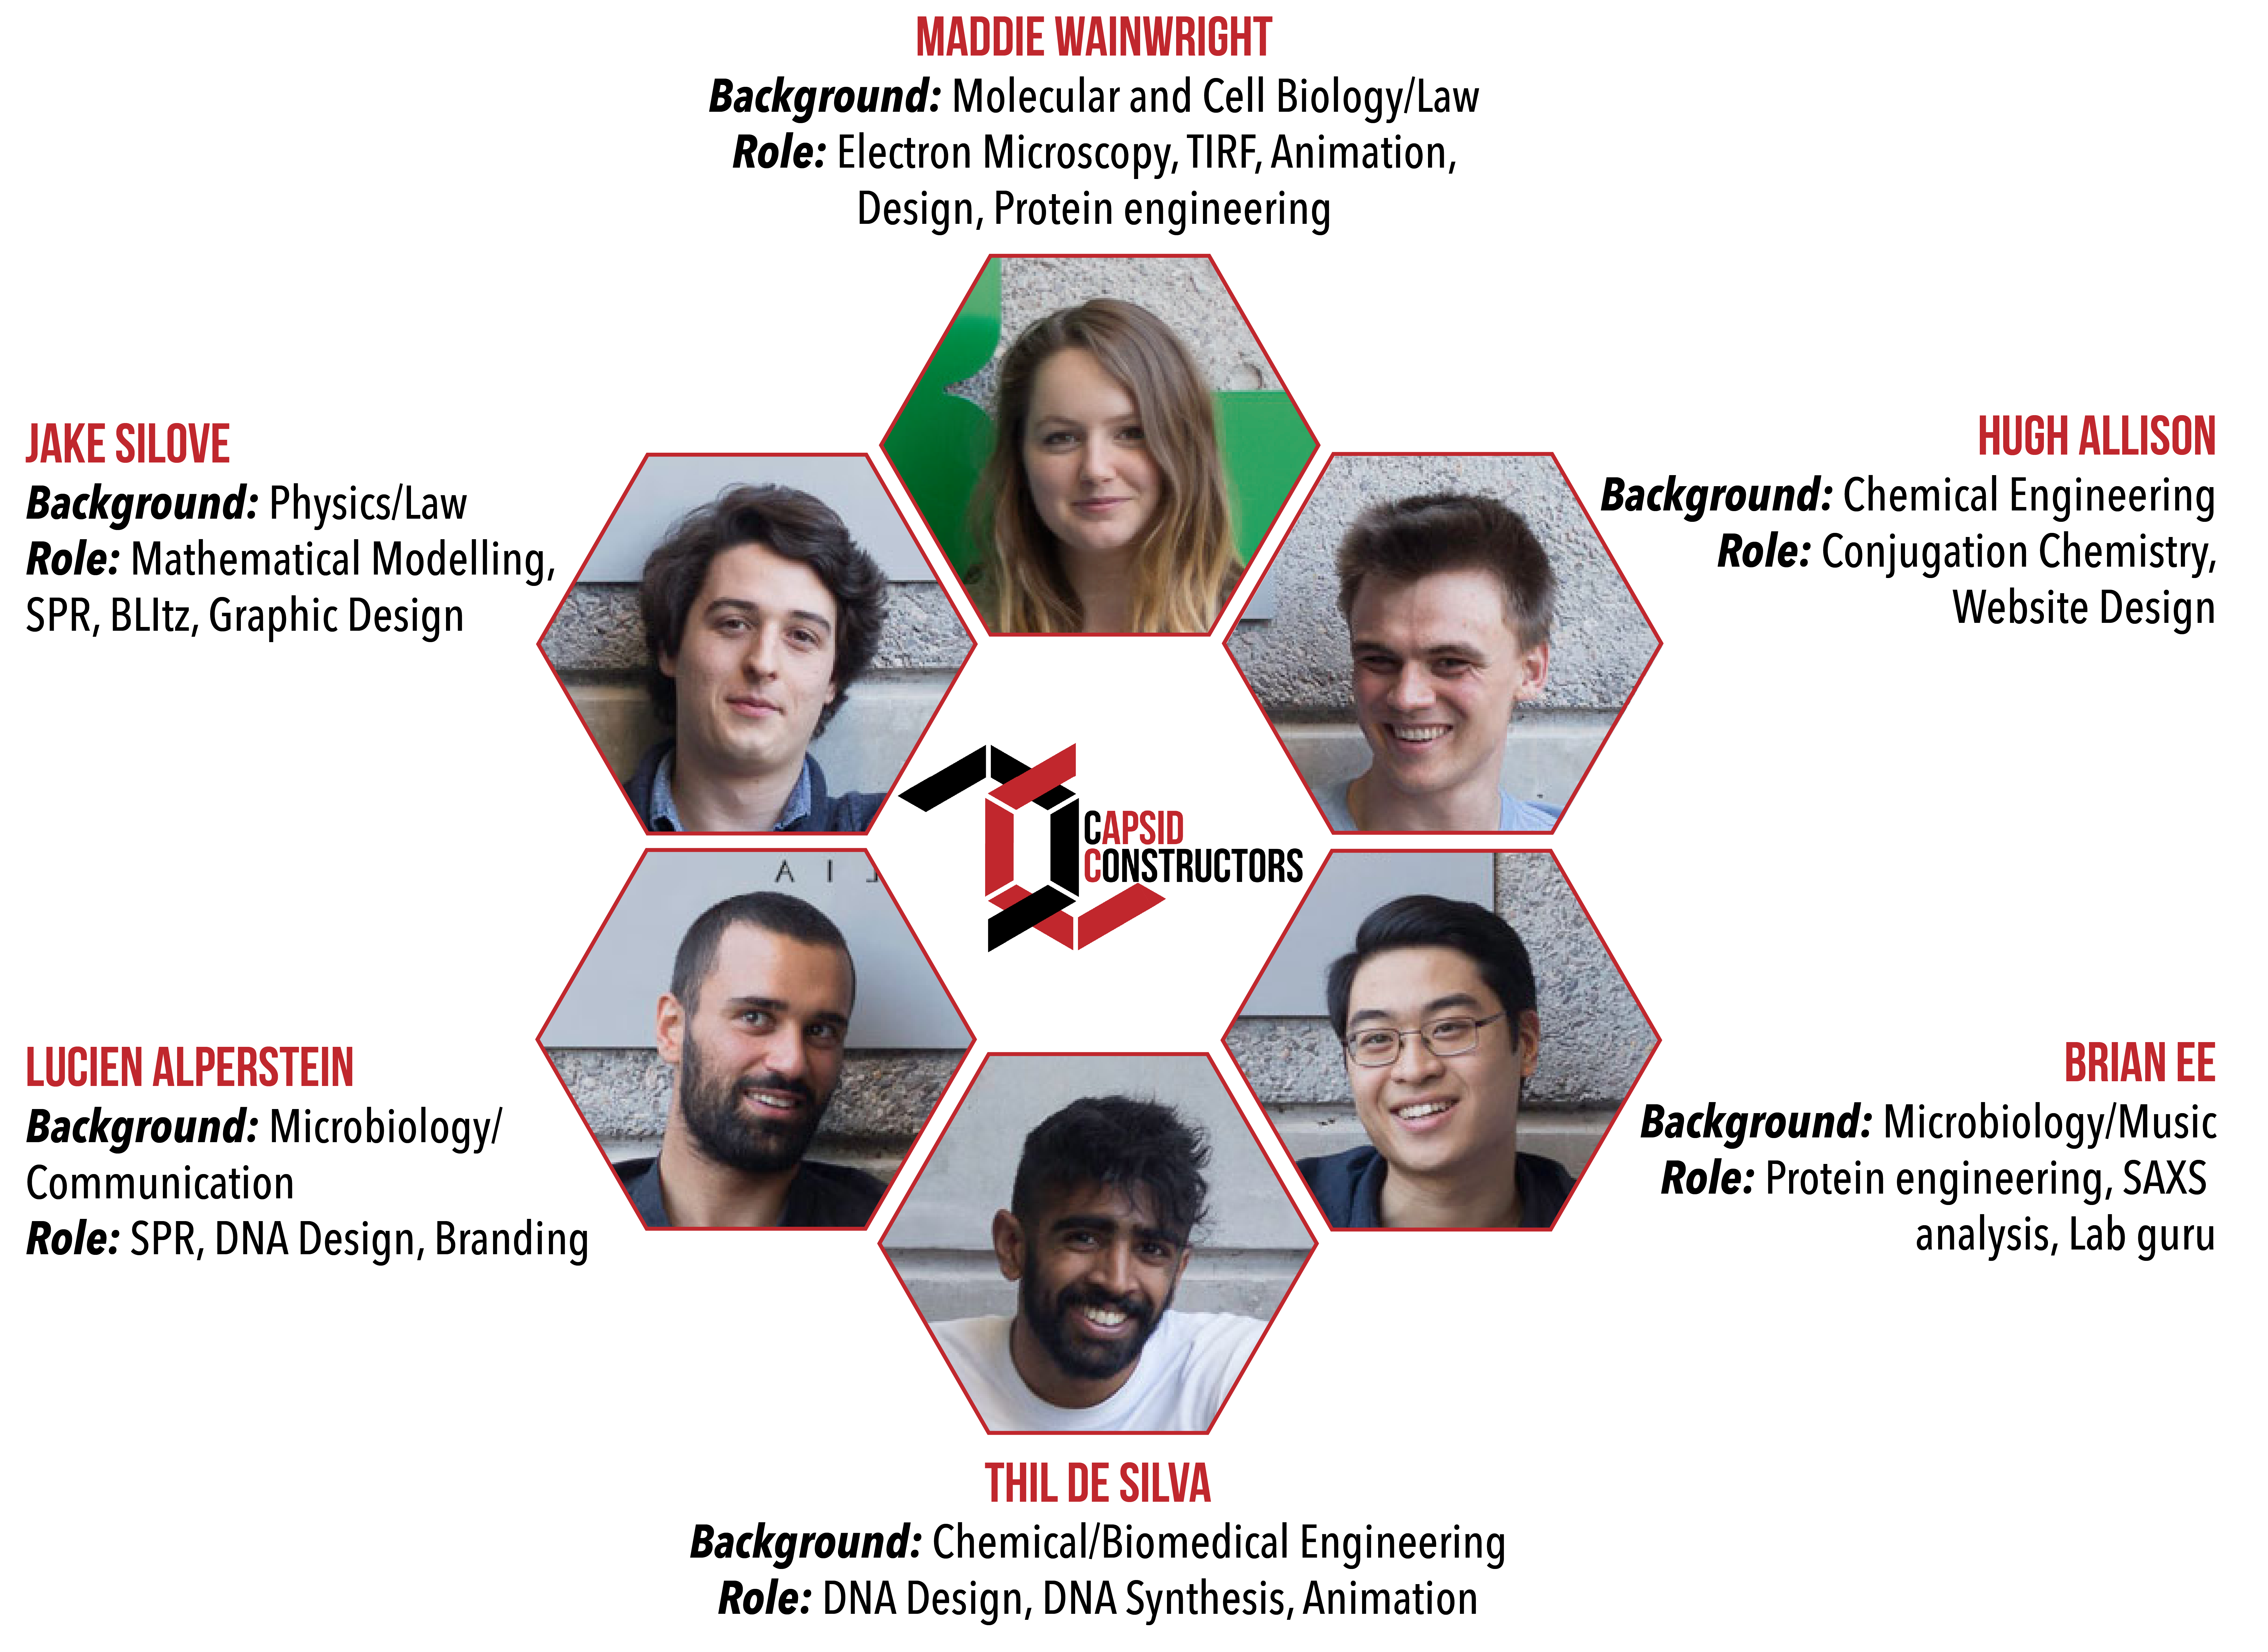 MADDIE WAINWRIGHT
Background: Molecular and Cell Biology/Law
Role: Electron Microscopy, TIRF, Animation,
Design, Protein engineering
JAKE SILOVE
Background: Physics/Law
Role: Mathematical Modelling,
SPR, BLItz, Graphic Design
HUGH ALLISON
Background: Chemical Engineering
Role: Conjugation Chemistry,
Website Design
CAPSID
CONSTRUCTORS
LUCIEN ALPERSTEIN
Background: Microbiology/
Communication
Role: SPR, DNA Design, Branding
BRIAN EE
Background: Microbiology/Music
Role: Protein engineering, SAXS
analysis, Lab guru
THIL DE SILVA
Background: Chemical/Biomedical Engineering
Role: DNA Design, DNA Synthesis, Animation